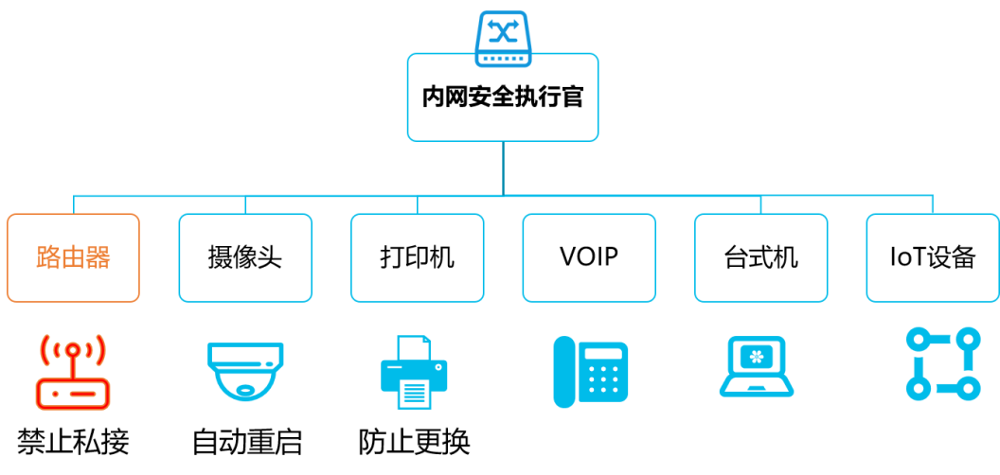 内网安全执行官
路由器
摄像头
打印机
VOIP
台式机
IoT设备
禁止私接
自动重启
防止更换